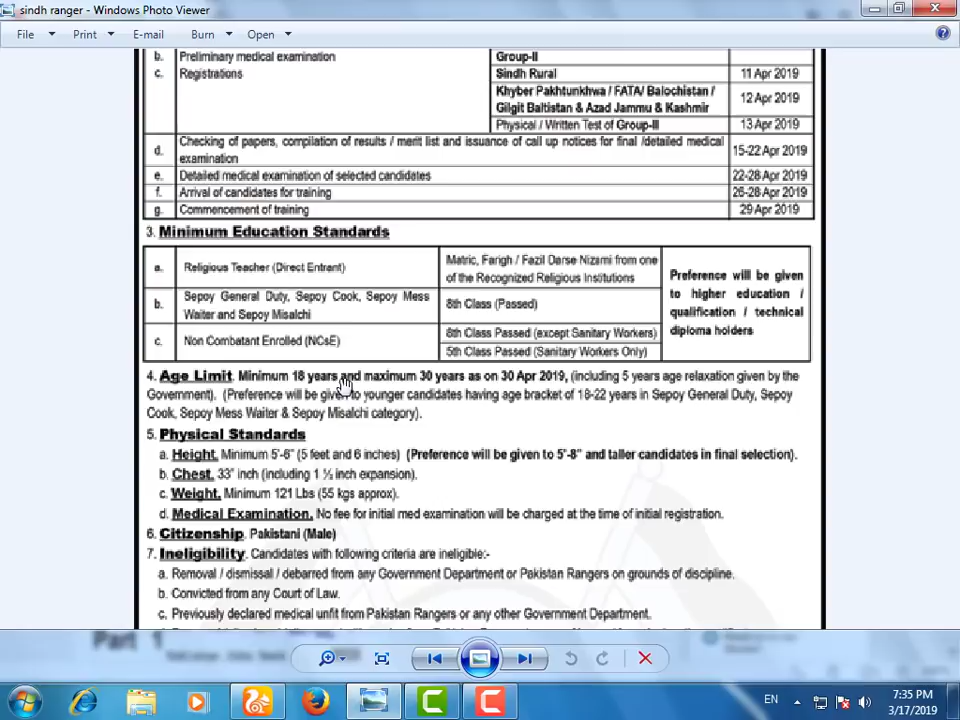 sindh ranger - Windows Photo Viewer
File Print E-mail Burn Open
b. Preliminary medical examination Group-II
c. Registrations Sindh Rural 11 Apr 2019
Khyber Pakhtunkhwa / FATA/ Balochistan /
Gilgit Baltistan & Azad Jammu & Kashmir 12 Apr 2019
Physical / Written Test of Group-II 13 Apr 2019
d. Checking of papers, compilation of results / merit list and issuance of call up notices for final /detailed medical
examination 15-22 Apr 2019
e. Detailed medical examination of selected candidates 22-28 Apr 2019
f. Arrival of candidates for training 26-28 Apr 2019
g. Commencement of training 29 Apr 2019
3. Minimum Education Standards
a. Religious Teacher (Direct Entrant) Matric, Farigh / Fazil Darse Nizami from one
of the Recognized Religious Institutions
b. Sepoy General Duty, Sepoy Cook, Sepoy Mess
Waiter and Sepoy Misalchi 8th Class (Passed)
c. Non Combatant Enrolled (NCsE) 8th Class Passed (except Sanitary Workers)
5th Class Passed (Sanitary Workers Only)
Preference will be given
to higher education /
qualification / technical
diploma holders
4. Age Limit. Minimum 18 years and maximum 30 years as on 30 Apr 2019, (including 5 years age relaxation given by the
Government). (Preference will be given to younger candidates having age bracket of 18-22 years in Sepoy General Duty, Sepoy
Cook, Sepoy Mess Waiter & Sepoy Misalchi category).
5. Physical Standards
a. Height. Minimum 5'-6" (5 feet and 6 inches) (Preference will be given to 5'-8" and taller candidates in final selection).
b. Chest. 33" inch (including 1 ½ inch expansion).
c. Weight. Minimum 121 Lbs (55 kgs approx).
d. Medical Examination. No fee for initial med examination will be charged at the time of initial registration.
6. Citizenship. Pakistani (Male)
7. Ineligibility. Candidates with following criteria are ineligible:-
a. Removal / dismissal / debarred from any Government Department or Pakistan Rangers on grounds of discipline.
b. Convicted from any Court of Law.
c. Previously declared medical unfit from Pakistan Rangers or any other Government Department.
Part 1
EN
7:35 PM
3/17/2019